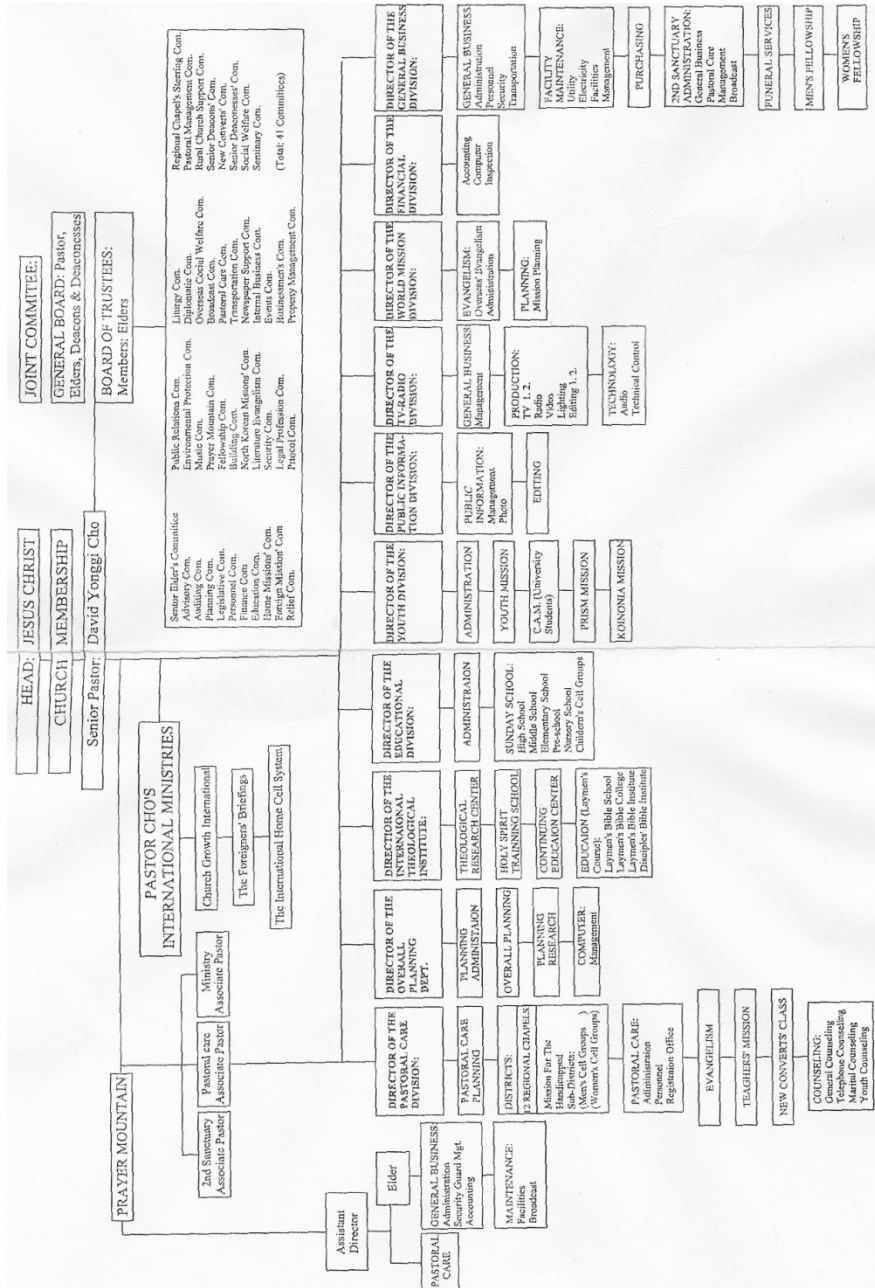 HEAD: JESUS CHRIST
CHURCH MEMBERSHIP
Senior Pastor: David Yonggi Cho
JOINT COMMITEE:
GENERAL BOARD: Pastor,
Elders, Deacons & Deaconesses
BOARD OF TRUSTEES:
Members: Elders
PRAYER MOUNTAIN
2nd Sanctuary
Associate Pastor
Pastoral care
Associate Pastor
Ministry
Associate Pastor
PASTOR CHO'S
INTERNATIONAL MINISTRIES
Church Growth International
The Foreigners' Briefings
The International Home Cell System
Senior Elder's Committee
Advisory Com.
Auditing Com.
Planning Com.
Legislative Com.
Personnel Com.
Finance Com
Education Com.
Home Missions' Com.
Foreign Mission' Com
Relief Com.
Public Relations Com.
Environmental Protection Com.
Music Com.
Prayer Mountain Com.
Fellowship Com.
Building Com.
North Korean Missions' Com.
Literature Evangelism Com.
Security Com.
Legal Profession Com.
Liturgy Com.
Diplomatic Com.
Overseas Social Welfare Com.
Broadcast Com.
Pastoral Care Com.
Transportation Com.
Newspaper Support Com.
Internal Business Com.
Events Com.
Businessmen's Com.
Property Management Com.
Regional Chapel's Steering Com.
Pastoral Management Com.
Rural Church Support Com.
Senior Deacons' Com.
New Converts' Com.
Senior Deaconesses' Com.
Social Welfare Com.
Seminary Com.
(Total: 41 Committees)
Assistant
Director
PASTORAL
CARE
Elder
GENERAL BUSINESS:
Administration
Security Guard Mgt.
Accounting
MAINTENANCE:
Facilities
Broadcast
DIRECTOR OF THE
PASTORAL CARE
DIVISION:
PASTORAL CARE
PLANNING
DISTRICTS:
12 REGIONAL CHAPELS:
Mission For The
Handicapped
Sub-Districts:
(Men's Cell Groups )
(Women's Cell Groups)
PASTORAL CARE:
Personnel
EVANGELISM
MISSION
NEW CONVERTS' CLASS
COUNSELING:
General Counseling
Telephone Counseling
Marital Counseling
Youth Counseling
DIRECTOR OF THE
OVERALL
PLANNING
DEPT.
PLANNING
ADMINISTAION
OVERALL PLANNING
PLANNING
RESEARCH
COMPUTER:
Management
DIRECTOR OF THE
INTERNAIONAL
THEOLOGICAL
INSTITUTE:
THEOLOGICAL
RESEARCH CENTER
HOLY SPIRIT
TRAINNING SCHOOL
CONTINUING
EDUCAION CENTER
EDUCAION (Laymen's
Course):
Laymen's Bible School
Laymen's Bible College
Laymen's Bible Institute
Disciples' Bible Institute
DIRECTOR OF THE
EDUCATIONAL
DIVISION:
ADMINISTRAION
SUNDAY SCHOOL:
High School
Middle School
Elementary School
Pre-school
Nursery School
Childern's Cell Groups
DIRECTOR OF THE
YOUTH DIVISION:
ADMINISTRATION
YOUTH MISSION
C.A.M. (University
Students)
PRISM MISSION
KOINONIA MISSION
DIRECTOR OF THE
PUBLIC INFORMA-
TION DIVISION:
PUBLIC
INFORMATION:
Management
Photo
EDITING
DIRECTOR OF THE
TV-RADIO
DIVISION:
GENERAL BUSINESS:
Management
PRODUCTION:
TV 1. 2.
Radio
Video
Lighting
Editing 1. 2.
TECHNOLOGY:
Audio
Technical Control
DIRECTOR OF THE
WORLD MISSION
DIVISION:
EVANGELISM:
Overseas' Evangelism
Administration
PLANNING:
Mission Planning
DIRECTOR OF THE
FINANCIAL
DIVISION:
Accounting
Computer
Inspection
DIRECTOR OF THE
GENERAL BUSINESS
DIVISION:
GENERAL BUSINESS:
Administration
Personnel
Security
Transportation
FACILITY
MAINTENANCE:
Utility
Electricity
Facilities
Management
PURCHASING
2ND SANCTUARY
ADMINISTRATION:
General Business
Pastoral Care
Management
Broadcast
FUNERAL SERVICES
MEN'S FELLOWSHIP
WOMEN'S
FELLOWSHIP